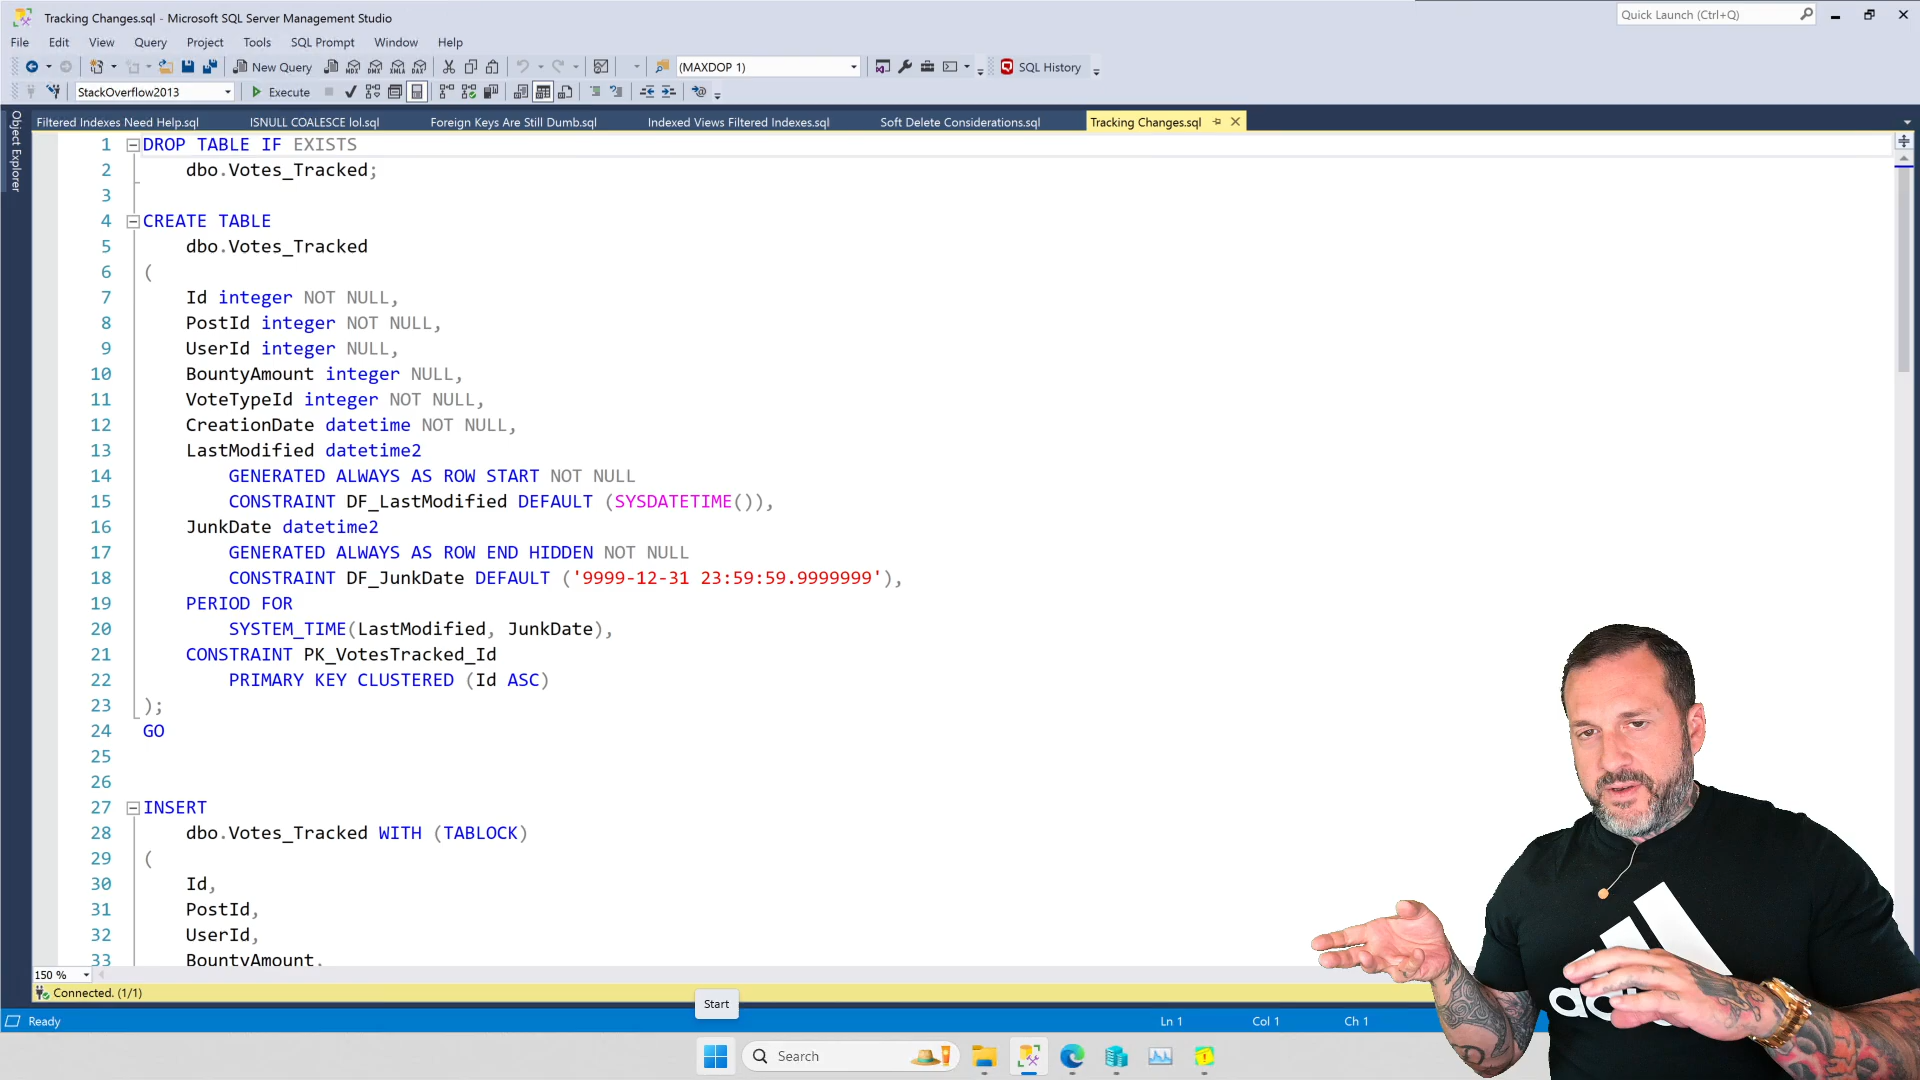 Tracking Changes.sql - Microsoft SQL Server Management Studio
Quick Launch (Ctrl+Q)
File Edit View Query Project Tools SQL Prompt Window Help
New Query MDX DMX XMLA DAX (MAXDOP 1) SQL History
StackOverflow2013 Execute
Object Explorer
Filtered Indexes Need Help.sql ISNULL COALESCE lol.sql Foreign Keys Are Still Dumb.sql Indexed Views Filtered Indexes.sql Soft Delete Considerations.sql Tracking Changes.sql
1 DROP TABLE IF EXISTS
2 dbo.Votes_Tracked;
3
4 CREATE TABLE
5 dbo.Votes_Tracked
6 (
7 Id integer NOT NULL,
8 PostId integer NOT NULL,
9 UserId integer NULL,
10 BountyAmount integer NULL,
11 VoteTypeId integer NOT NULL,
12 CreationDate datetime NOT NULL,
13 LastModified datetime2
14 GENERATED ALWAYS AS ROW START NOT NULL
15 CONSTRAINT DF_LastModified DEFAULT (SYSDATETIME()),
16 JunkDate datetime2
17 GENERATED ALWAYS AS ROW END HIDDEN NOT NULL
18 CONSTRAINT DF_JunkDate DEFAULT ('9999-12-31 23:59:59.9999999'),
19 PERIOD FOR
20 SYSTEM_TIME(LastModified, JunkDate),
21 CONSTRAINT PK_VotesTracked_Id
22 PRIMARY KEY CLUSTERED (Id ASC)
23 );
24 GO
25
26
27 INSERT
28 dbo.Votes_Tracked WITH (TABLOCK)
29 (
30 Id,
31 PostId,
32 UserId,
33 BountyAmount,
150 %
Connected. (1/1)
Start
Ready Ln 1 Col 1 Ch 1
Search